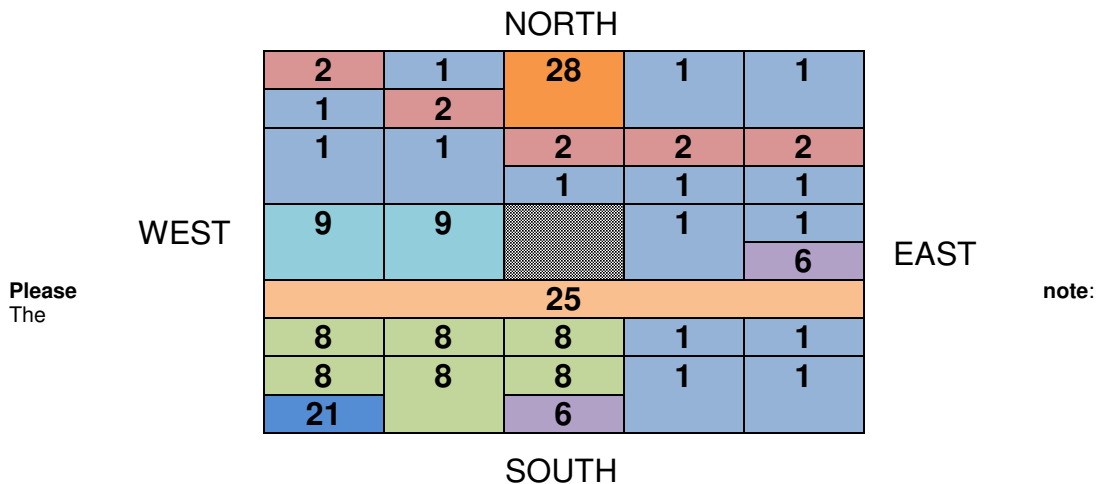 NORTH
2 1 28 1 1
1 2
1 1 2 2 2
1 1 1
WEST 9 9 1 1
6 EAST
Please 25 note:
The
8 8 8 1 1
8 8 8 1 1
21 6
SOUTH